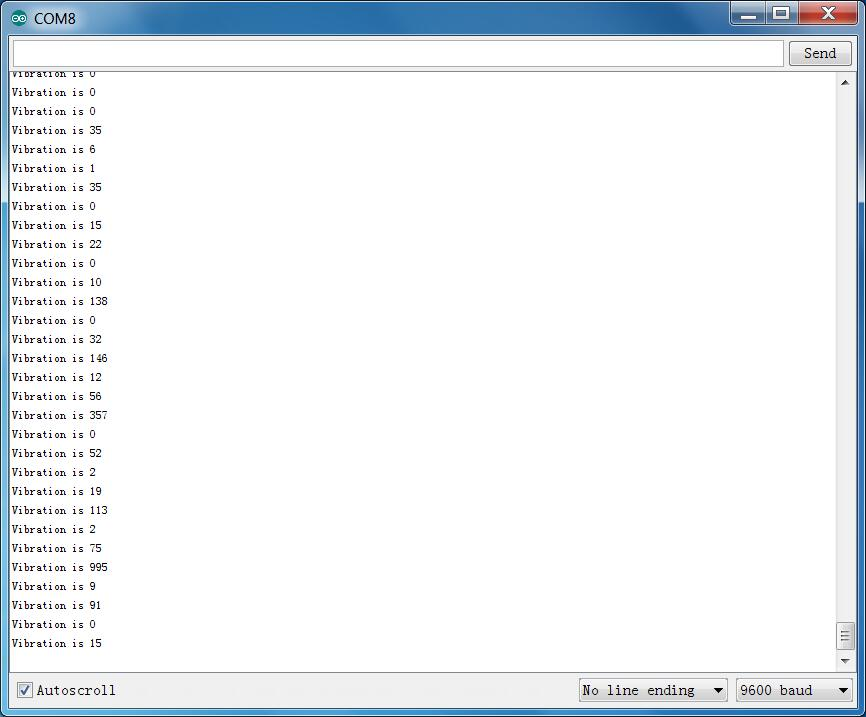 COM8
Send
Vibration is 0
Vibration is 0
Vibration is 0
Vibration is 35
Vibration is 6
Vibration is 1
Vibration is 35
Vibration is 0
Vibration is 15
Vibration is 22
Vibration is 0
Vibration is 10
Vibration is 138
Vibration is 0
Vibration is 32
Vibration is 146
Vibration is 12
Vibration is 56
Vibration is 357
Vibration is 0
Vibration is 52
Vibration is 2
Vibration is 19
Vibration is 113
Vibration is 2
Vibration is 75
Vibration is 995
Vibration is 9
Vibration is 91
Vibration is 0
Vibration is 15
Autoscroll
No line ending
9600 baud